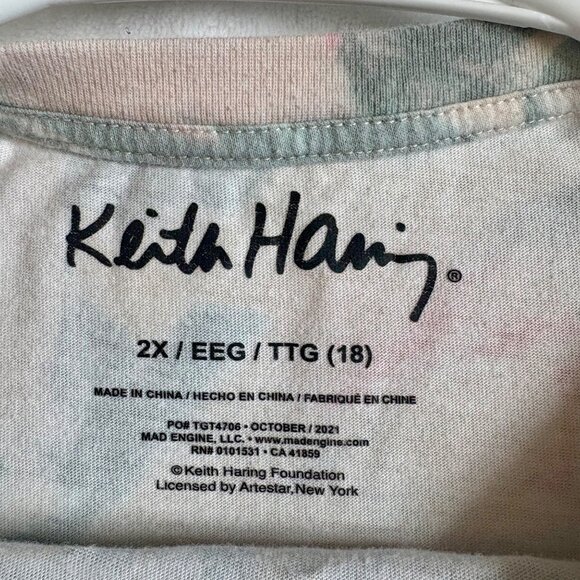 Keith Haring®
2X / EEG / TTG (18)
MADE IN CHINA / HECHO EN CHINA / FABRIQUÉ EN CHINE
PO# TGT4706 • OCTOBER / 2021
MAD ENGINE, LLC. • www.madengine.com
RN# 0101531 • CA 41859
© Keith Haring Foundation
Licensed by Artestar, New York